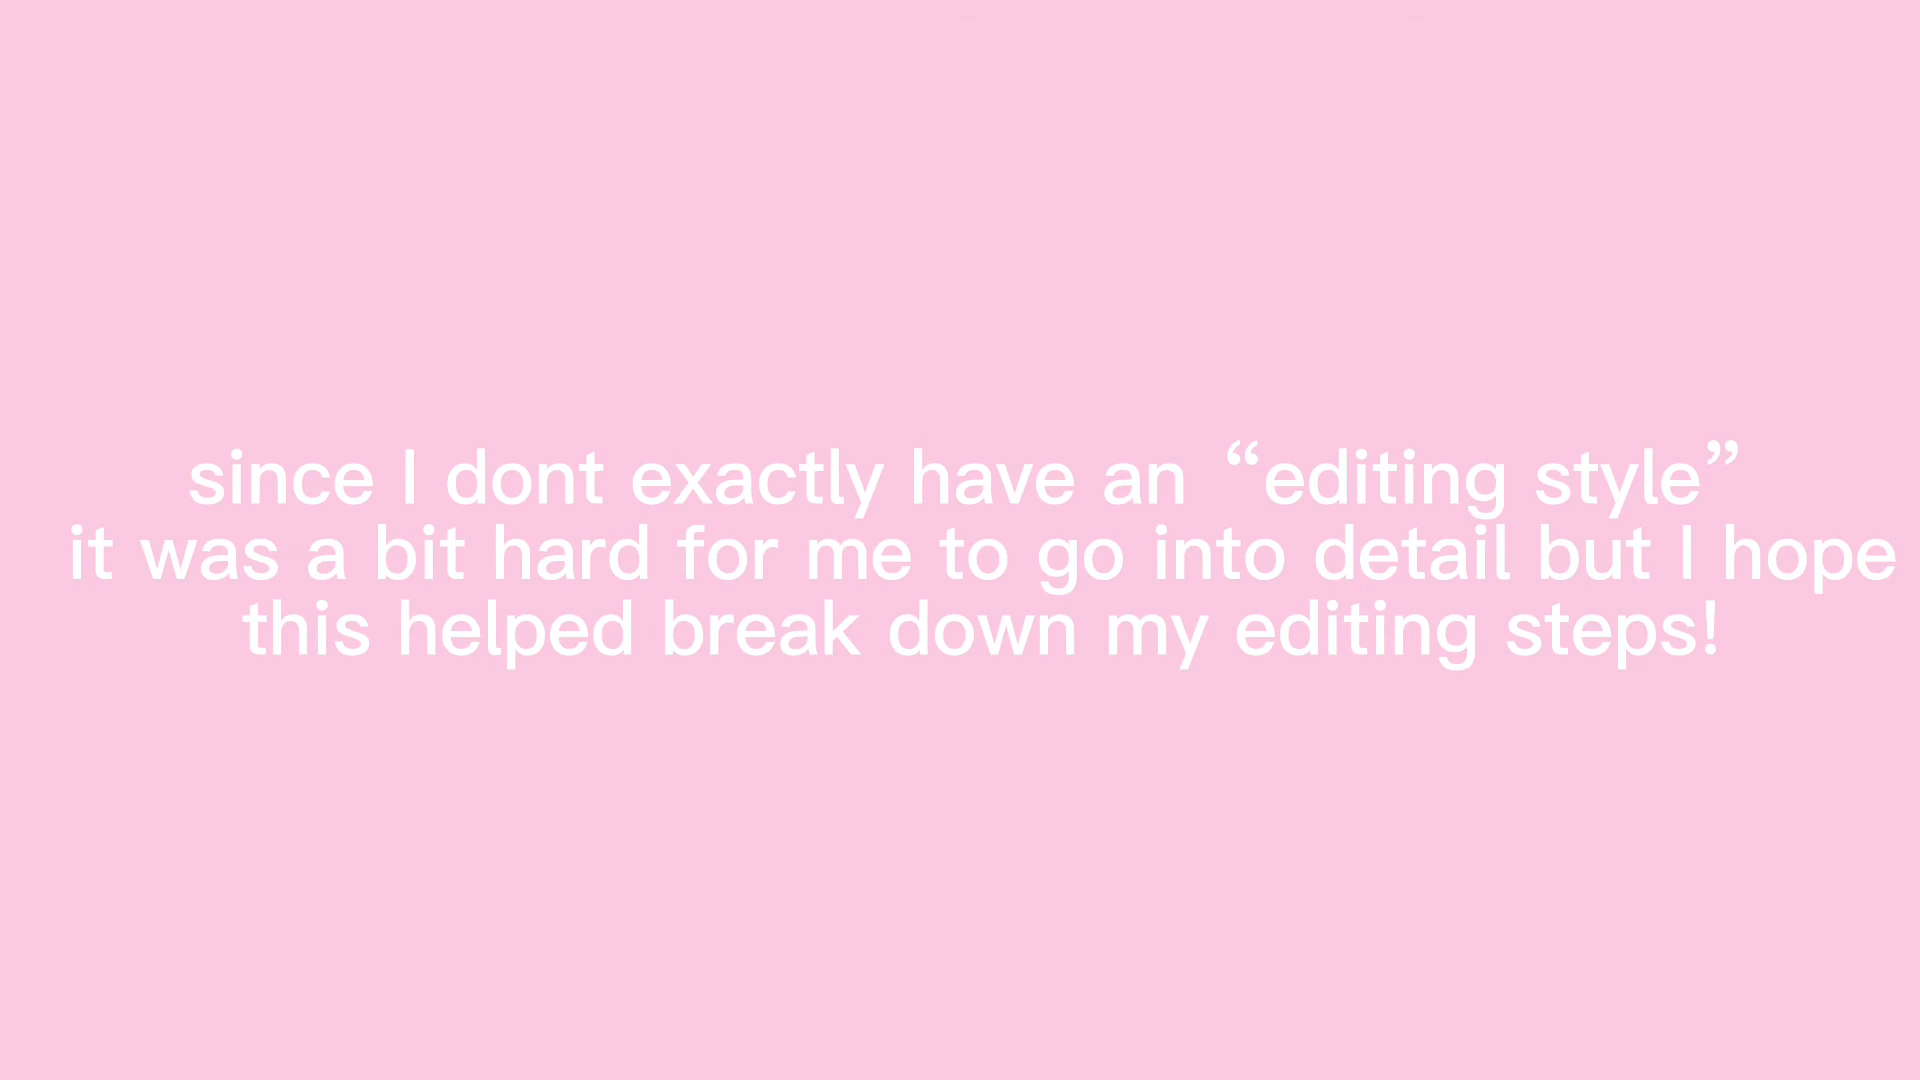 since I dont exactly have an “editing style”
it was a bit hard for me to go into detail but I hope
this helped break down my editing steps!